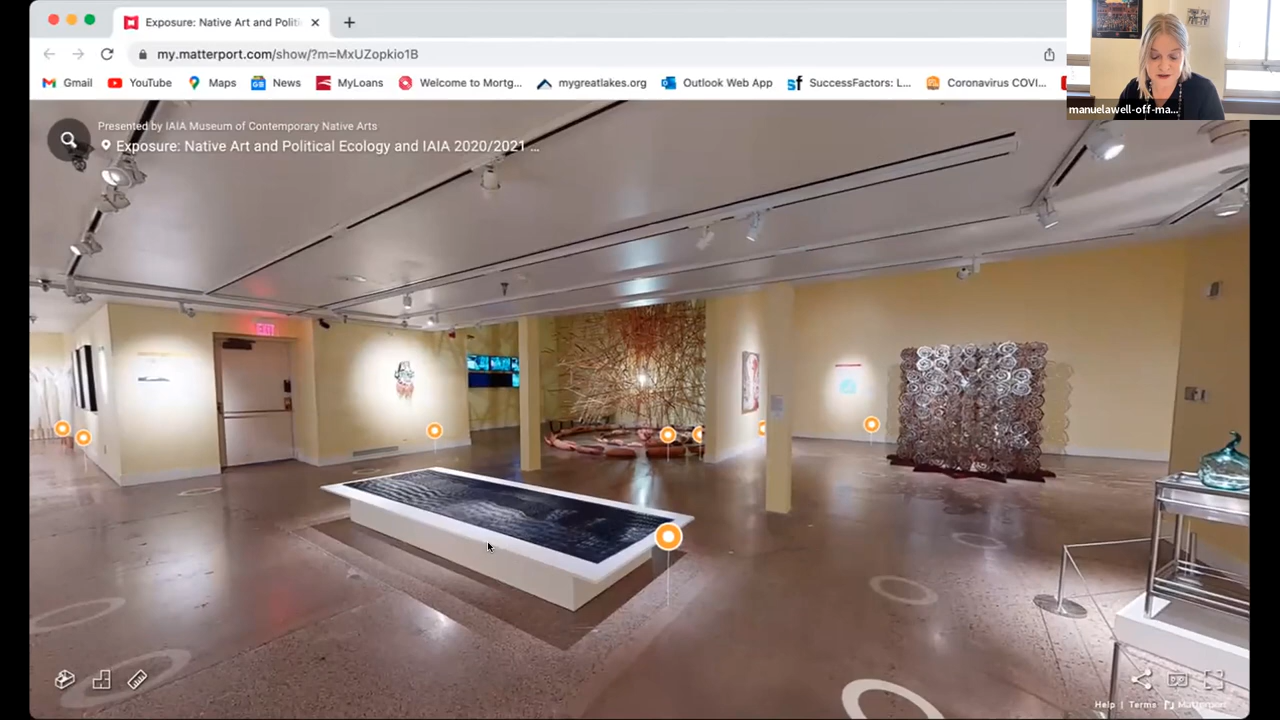 Exposure: Native Art and Politi
my.matterport.com/show/?m=MxUZopkio1B
Gmail YouTube Maps News MyLoans Welcome to Mortg... mygreatlakes.org Outlook Web App SuccessFactors: L... Coronavirus COVI...
manuelawell-off-ma...
Presented by IAIA Museum of Contemporary Native Arts
Exposure: Native Art and Political Ecology and IAIA 2020/2021 ...
EXIT
Help | Terms | Matterport